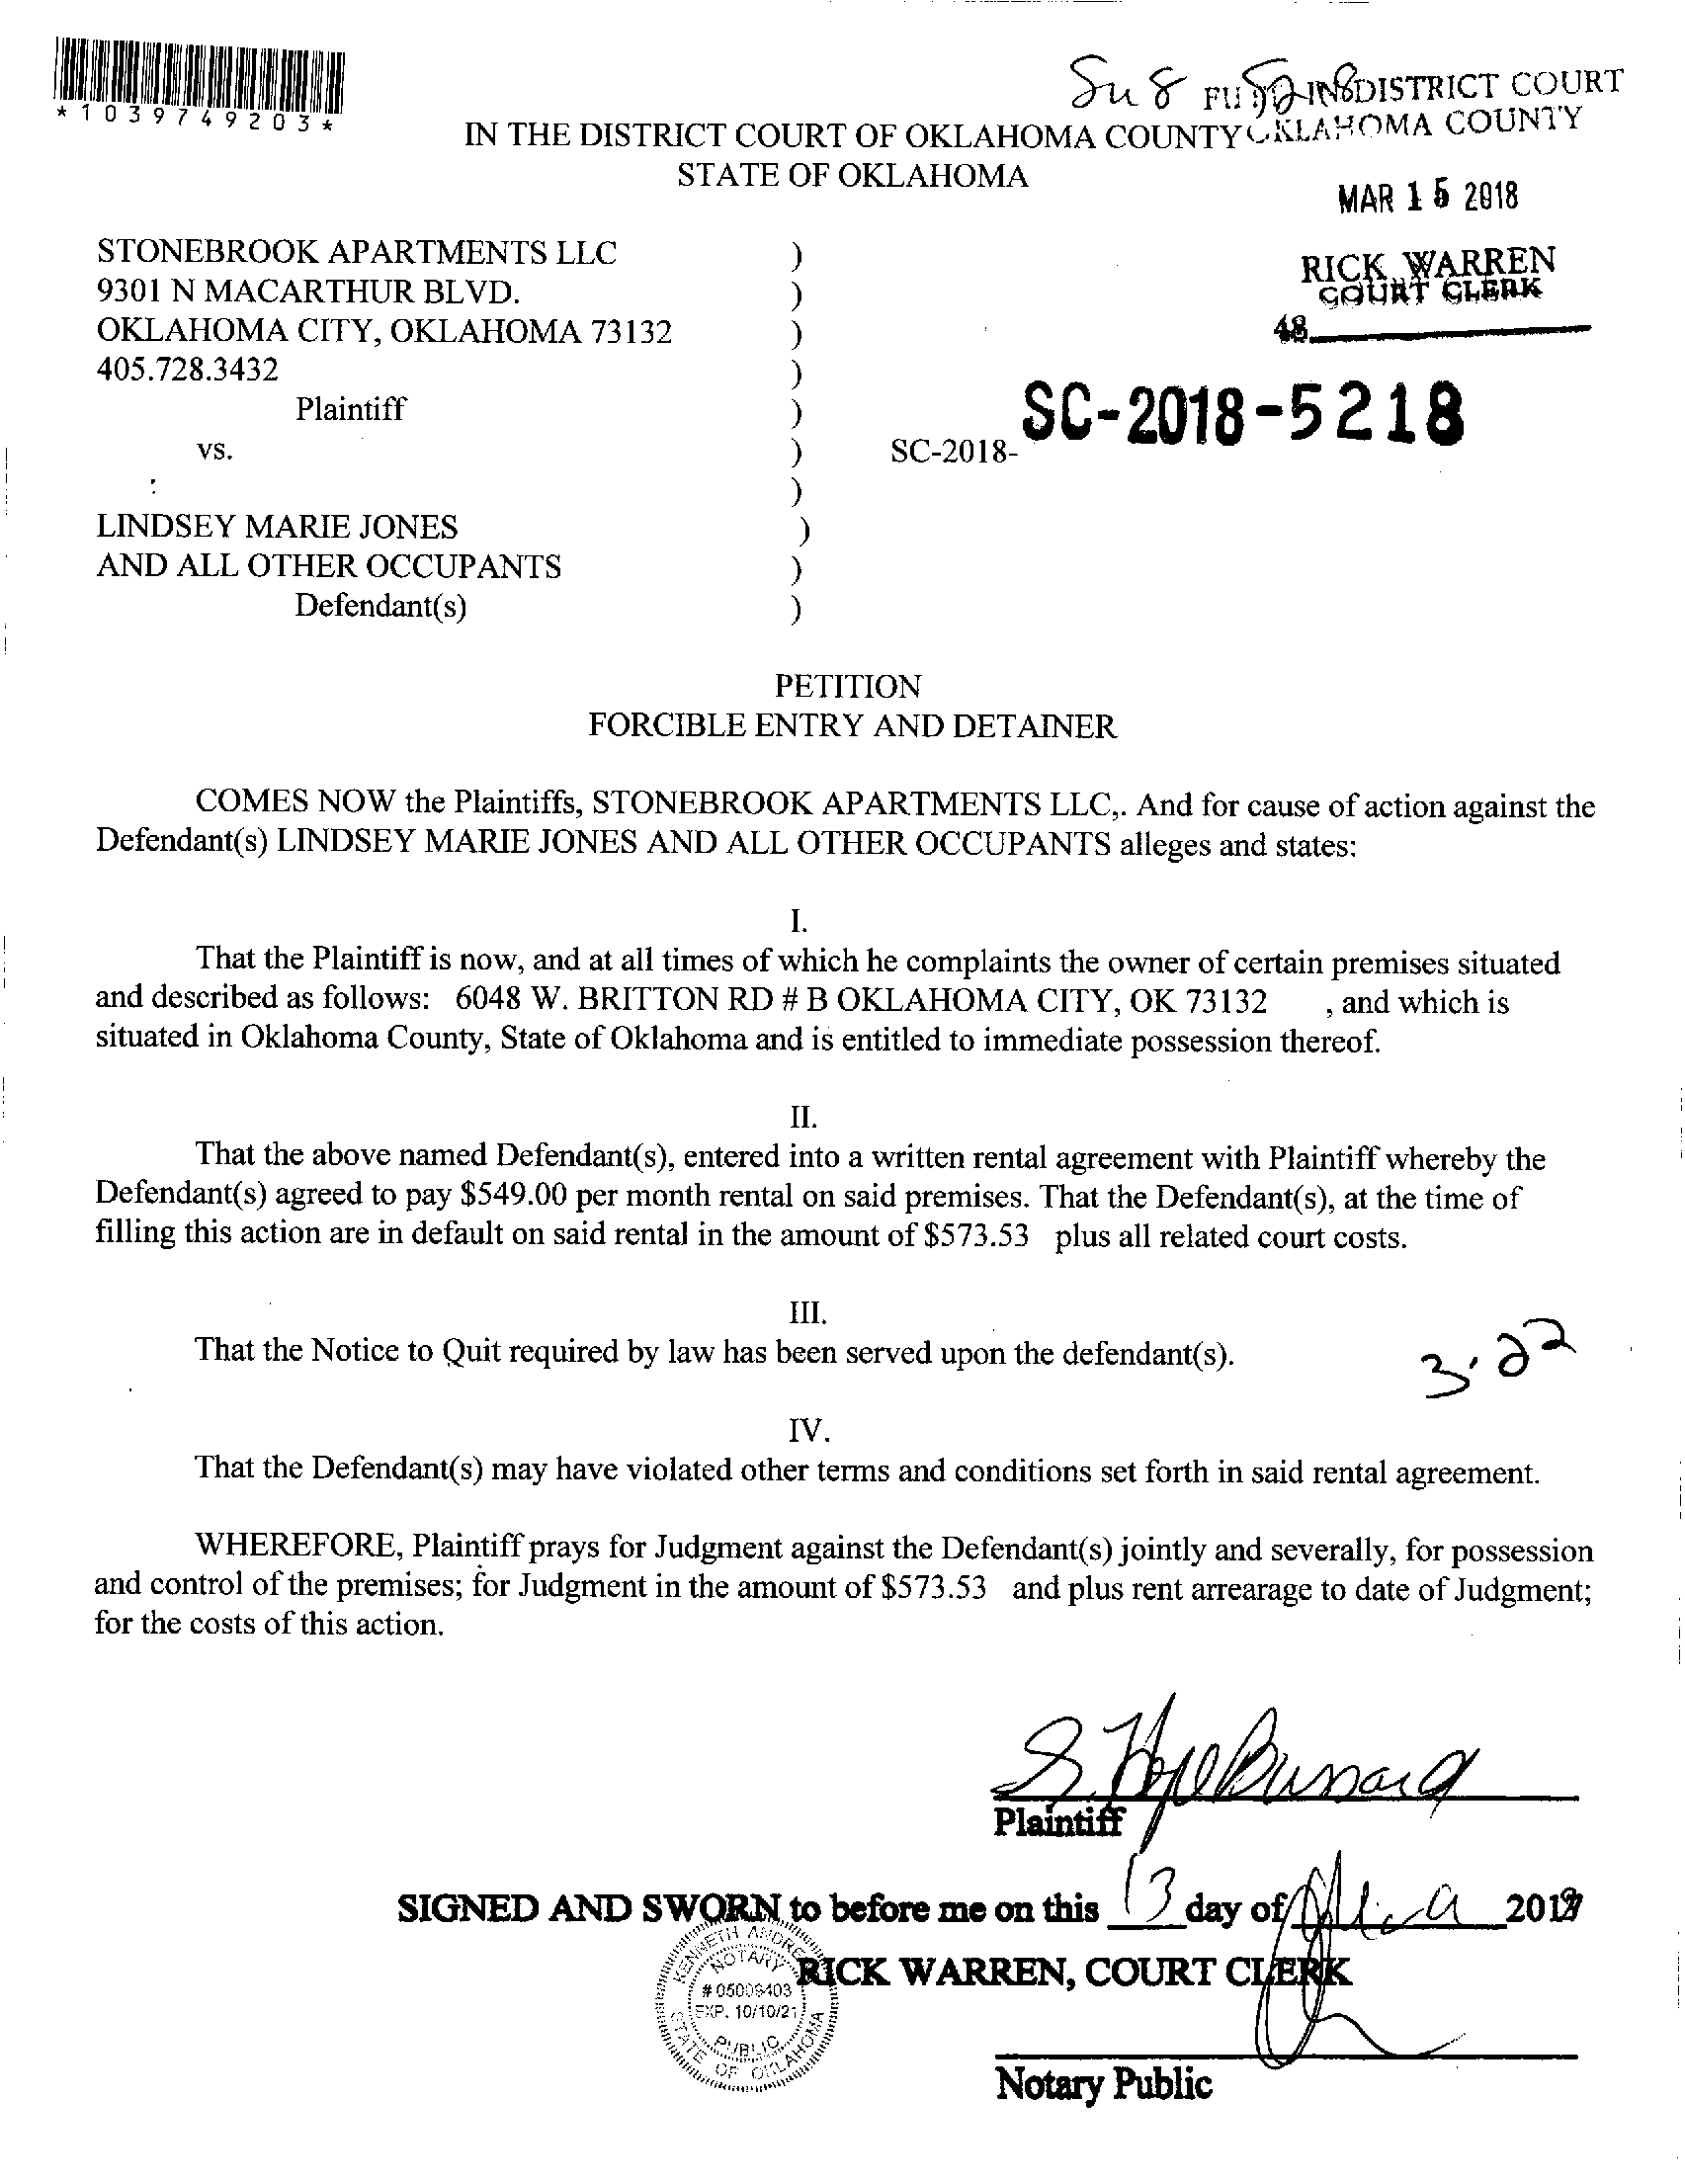 *1039749203*
IN DISTRICT COURT
IN THE DISTRICT COURT OF OKLAHOMA COUNTY OKLAHOMA COUNTY
STATE OF OKLAHOMA
MAR 15 2018
STONEBROOK APARTMENTS LLC )
RICK WARREN
9301 N MACARTHUR BLVD. )
COURT CLERK
OKLAHOMA CITY, OKLAHOMA 73132 )
48
405.728.3432 )
Plaintiff )
SC-2018-5218
vs. ) SC-2018-
: )
LINDSEY MARIE JONES )
AND ALL OTHER OCCUPANTS )
Defendant(s) )
PETITION
FORCIBLE ENTRY AND DETAINER
COMES NOW the Plaintiffs, STONEBROOK APARTMENTS LLC,. And for cause of action against the
Defendant(s) LINDSEY MARIE JONES AND ALL OTHER OCCUPANTS alleges and states:
I.
That the Plaintiff is now, and at all times of which he complaints the owner of certain premises situated
and described as follows: 6048 W. BRITTON RD # B OKLAHOMA CITY, OK 73132 , and which is
situated in Oklahoma County, State of Oklahoma and is entitled to immediate possession thereof.
II.
That the above named Defendant(s), entered into a written rental agreement with Plaintiff whereby the
Defendant(s) agreed to pay $549.00 per month rental on said premises. That the Defendant(s), at the time of
filling this action are in default on said rental in the amount of $573.53 plus all related court costs.
III.
That the Notice to Quit required by law has been served upon the defendant(s).
3.22
IV.
That the Defendant(s) may have violated other terms and conditions set forth in said rental agreement.
WHEREFORE, Plaintiff prays for Judgment against the Defendant(s) jointly and severally, for possession
and control of the premises; for Judgment in the amount of $573.53 and plus rent arrearage to date of Judgment;
for the costs of this action.
Plaintiff
SIGNED AND SWORN to before me on this 13 day of 201
RICK WARREN, COURT CLERK
NOTARY
# 05009403
EXP. 10/10/21
PUBLIC
STATE OF OKLAHOMA
Notary Public